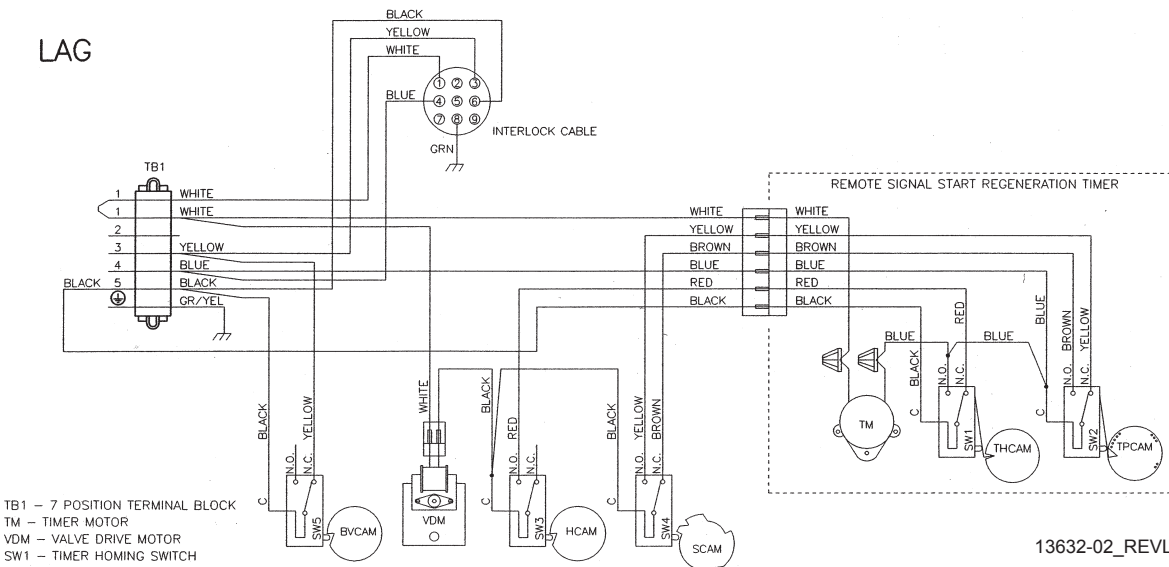 LAG
BLACK
YELLOW
WHITE
BLUE
1 2 3
4 5 6
7 8 9
INTERLOCK CABLE
GRN
TB1
1 WHITE
1 WHITE
2
3 YELLOW
4 BLUE
BLACK 5 BLACK
GR/YEL
REMOTE SIGNAL START REGENERATION TIMER
WHITE WHITE
YELLOW YELLOW
BROWN BROWN
BLUE BLUE
RED RED
BLACK BLACK
BLUE
BLUE
BLACK
RED
BLUE
BROWN
YELLOW
N.O.
N.C.
C
SW1
THCAM
N.O.
N.C.
C
SW2
TPCAM
TM
BLACK
YELLOW
N.O.
N.C.
C
SW5
BVCAM
WHITE
VDM
BLACK
RED
N.O.
N.C.
C
SW3
HCAM
BLACK
YELLOW
BROWN
N.O.
N.C.
C
SW4
SCAM
TB1 – 7 POSITION TERMINAL BLOCK
TM – TIMER MOTOR
VDM – VALVE DRIVE MOTOR
SW1 – TIMER HOMING SWITCH
13632-02_REVL